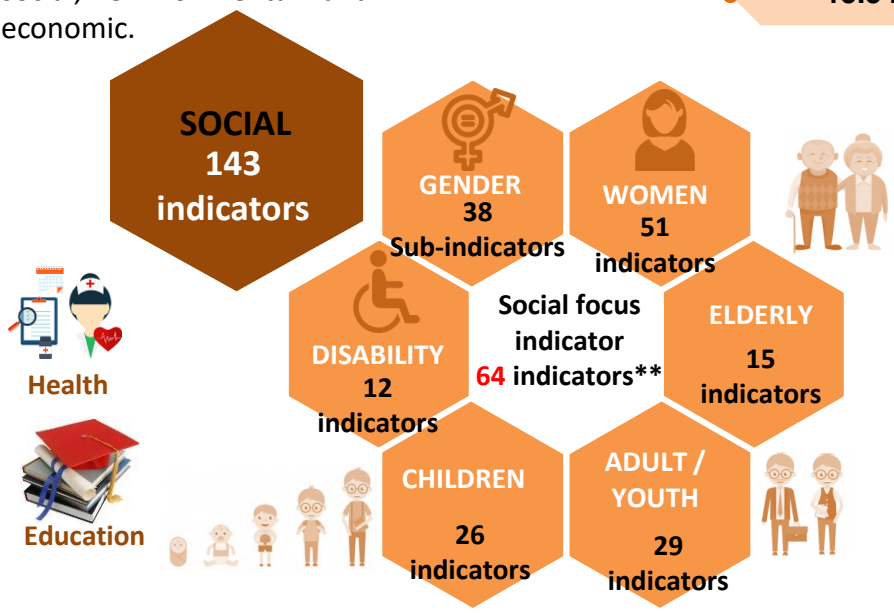 economic.
SOCIAL
143
indicators
GENDER
38
Sub-indicators
WOMEN
51
indicators
DISABILITY
12
indicators
Social focus
indicator
64 indicators**
ELDERLY
15
indicators
Health
Education
CHILDREN
26
indicators
ADULT /
YOUTH
29
indicators